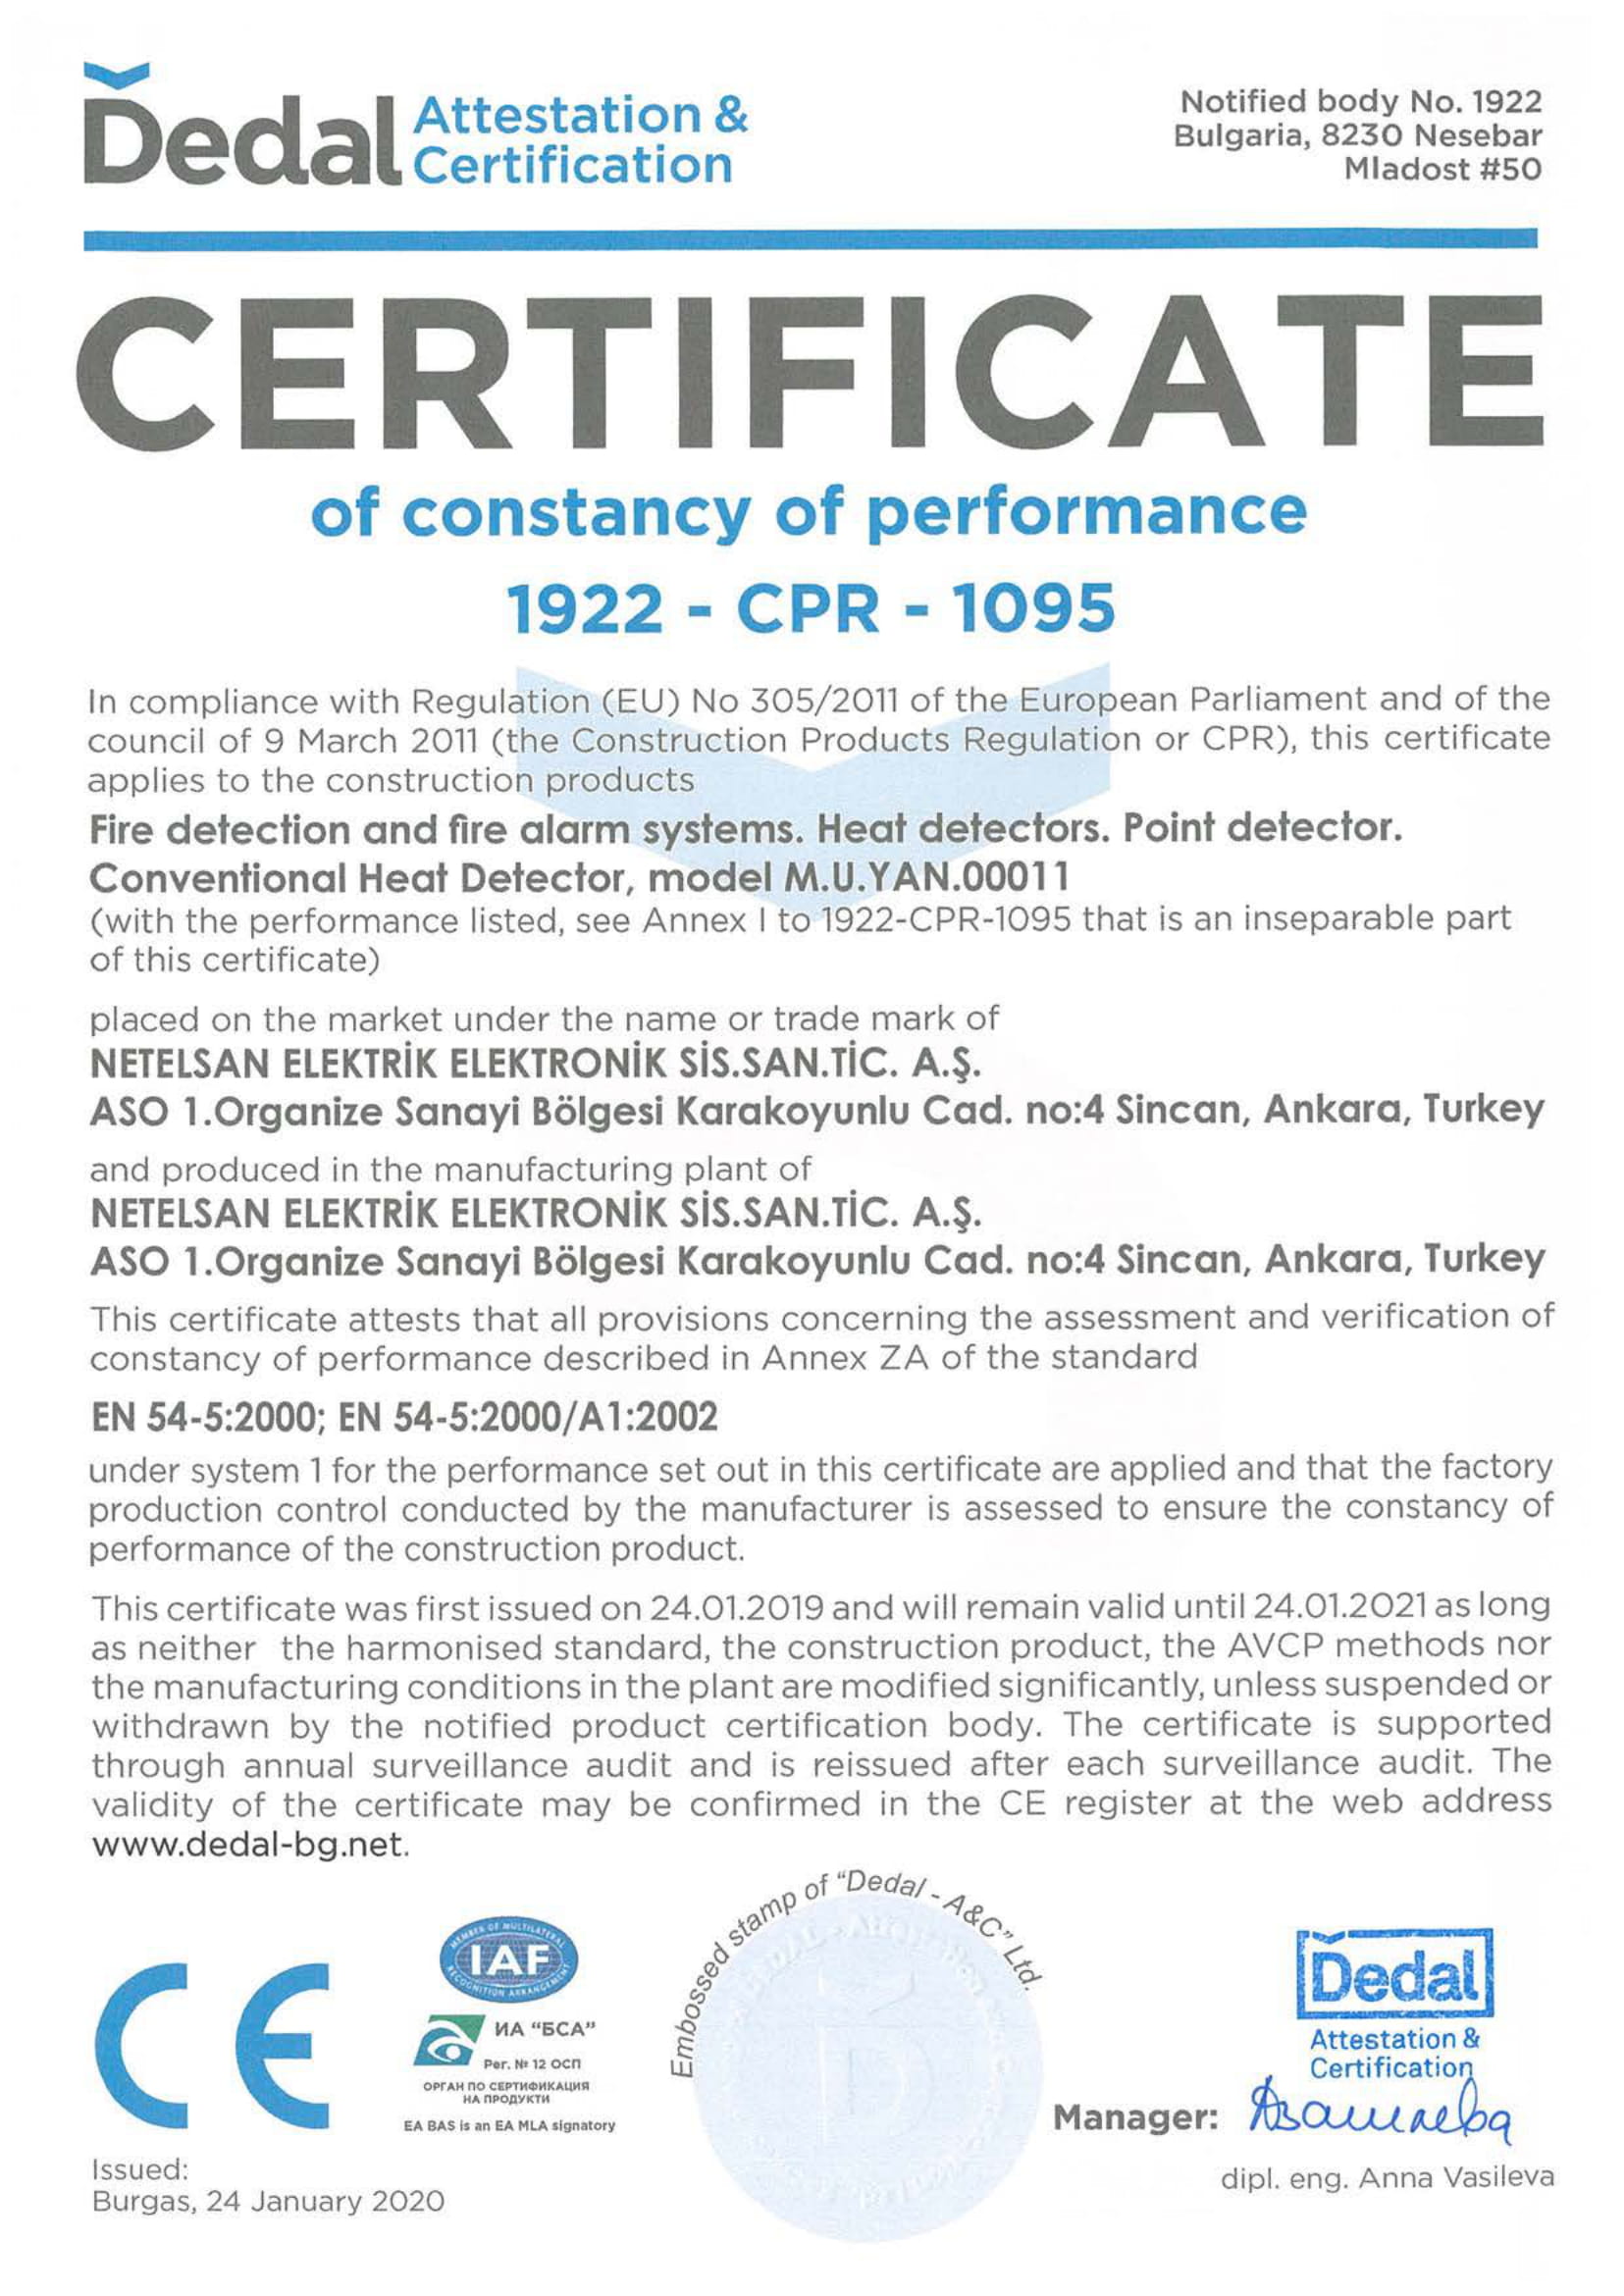 Dedal Attestation &
Certification
Notified body No. 1922
Bulgaria, 8230 Nesebar
Mladost #50
CERTIFICATE
of constancy of performance
1922 - CPR - 1095
In compliance with Regulation (EU) No 305/2011 of the European Parliament and of the
council of 9 March 2011 (the Construction Products Regulation or CPR), this certificate
applies to the construction products
Fire detection and fire alarm systems. Heat detectors. Point detector.
Conventional Heat Detector, model M.U.YAN.00011
(with the performance listed, see Annex I to 1922-CPR-1095 that is an inseparable part
of this certificate)
placed on the market under the name or trade mark of
NETELSAN ELEKTRİK ELEKTRONİK SİS.SAN.TİC. A.Ş.
ASO 1.Organize Sanayi Bölgesi Karakoyunlu Cad. no:4 Sincan, Ankara, Turkey
and produced in the manufacturing plant of
NETELSAN ELEKTRİK ELEKTRONİK SİS.SAN.TİC. A.Ş.
ASO 1.Organize Sanayi Bölgesi Karakoyunlu Cad. no:4 Sincan, Ankara, Turkey
This certificate attests that all provisions concerning the assessment and verification of
constancy of performance described in Annex ZA of the standard
EN 54-5:2000; EN 54-5:2000/A1:2002
under system 1 for the performance set out in this certificate are applied and that the factory
production control conducted by the manufacturer is assessed to ensure the constancy of
performance of the construction product.
This certificate was first issued on 24.01.2019 and will remain valid until 24.01.2021 as long
as neither the harmonised standard, the construction product, the AVCP methods nor
the manufacturing conditions in the plant are modified significantly, unless suspended or
withdrawn by the notified product certification body. The certificate is supported
through annual surveillance audit and is reissued after each surveillance audit. The
validity of the certificate may be confirmed in the CE register at the web address
www.dedal-bg.net.
CE
MEMBER OF MULTILATERAL
IAF
RECOGNITION ARRANGEMENT
ИА "БСА"
Рег. № 12 ОСП
ОРГАН ПО СЕРТИФИКАЦИЯ
НА ПРОДУКТИ
EA BAS is an EA MLA signatory
Embossed stamp of "Dedal - A&C" Ltd.
Dedal
Attestation &
Certification
Manager:
dipl. eng. Anna Vasileva
Issued:
Burgas, 24 January 2020